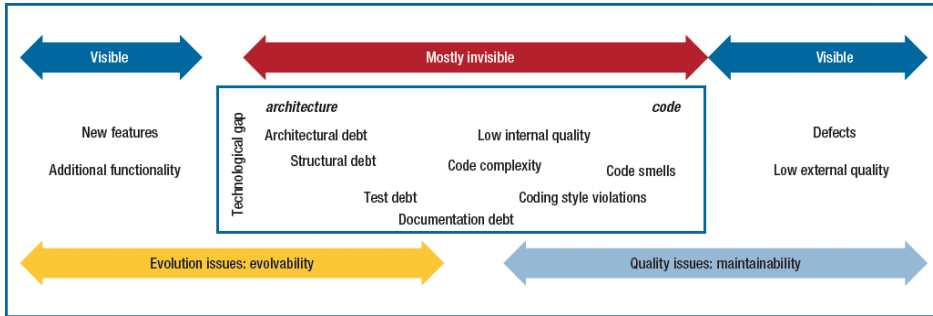 Visible
Mostly invisible
Visible
New features
Additional functionality
Technological gap
architecture
code
Architectural debt
Low internal quality
Structural debt
Code complexity
Code smells
Test debt
Coding style violations
Documentation debt
Defects
Low external quality
Evolution issues: evolvability
Quality issues: maintainability